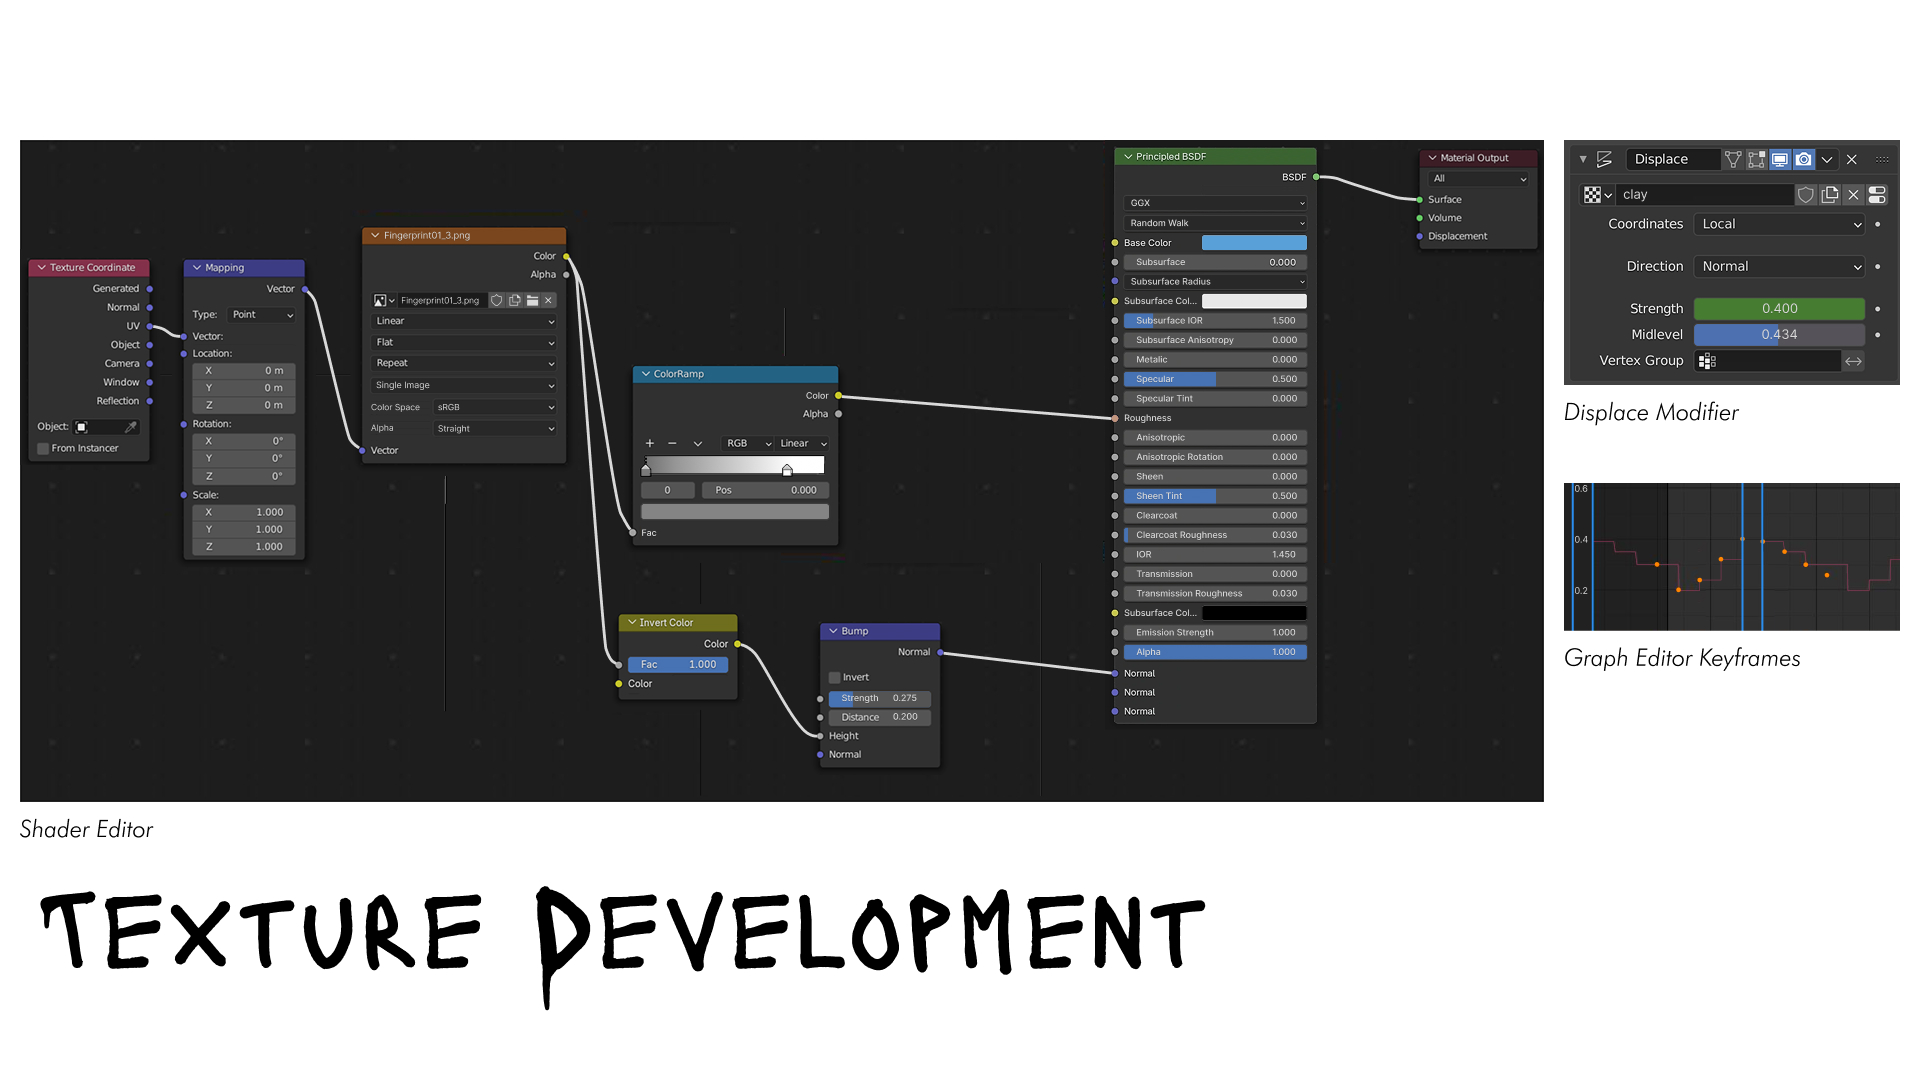 Texture Coordinate
Generated
Normal
UV
Object
Camera
Window
Reflection
Object:
From Instancer
Mapping
Vector
Type: Point
Vector:
Location:
X 0 m
Y 0 m
Z 0 m
Rotation:
X 0°
Y 0°
Z 0°
Scale:
X 1.000
Y 1.000
Z 1.000
Fingerprint01_3.png
Color
Alpha
Fingerprint01_3.png
Linear
Flat
Repeat
Single Image
Color Space sRGB
Alpha Straight
Vector
ColorRamp
Color
Alpha
+ − RGB Linear
0 Pos 0.000
Fac
Invert Color
Color
Fac 1.000
Color
Bump
Normal
Invert
Strength 0.275
Distance 0.200
Height
Normal
Principled BSDF
BSDF
GGX
Random Walk
Base Color
Subsurface 0.000
Subsurface Radius
Subsurface Col...
Subsurface IOR 1.500
Subsurface Anisotropy 0.000
Metalic 0.000
Specular 0.500
Specular Tint 0.000
Roughness
Anisotropic 0.000
Anisotropic Rotation 0.000
Sheen 0.000
Sheen Tint 0.500
Clearcoat 0.000
Clearcoat Roughness 0.030
IOR 1.450
Transmission 0.000
Transmission Roughness 0.030
Subsurface Col...
Emission Strength 1.000
Alpha 1.000
Normal
Normal
Normal
Material Output
All
Surface
Volume
Displacement
Shader Editor
Displace
clay
Coordinates Local
Direction Normal
Strength 0.400
Midlevel 0.434
Vertex Group
Displace Modifier
0.6
0.4
0.2
Graph Editor Keyframes
TEXTURE DEVELOPMENT